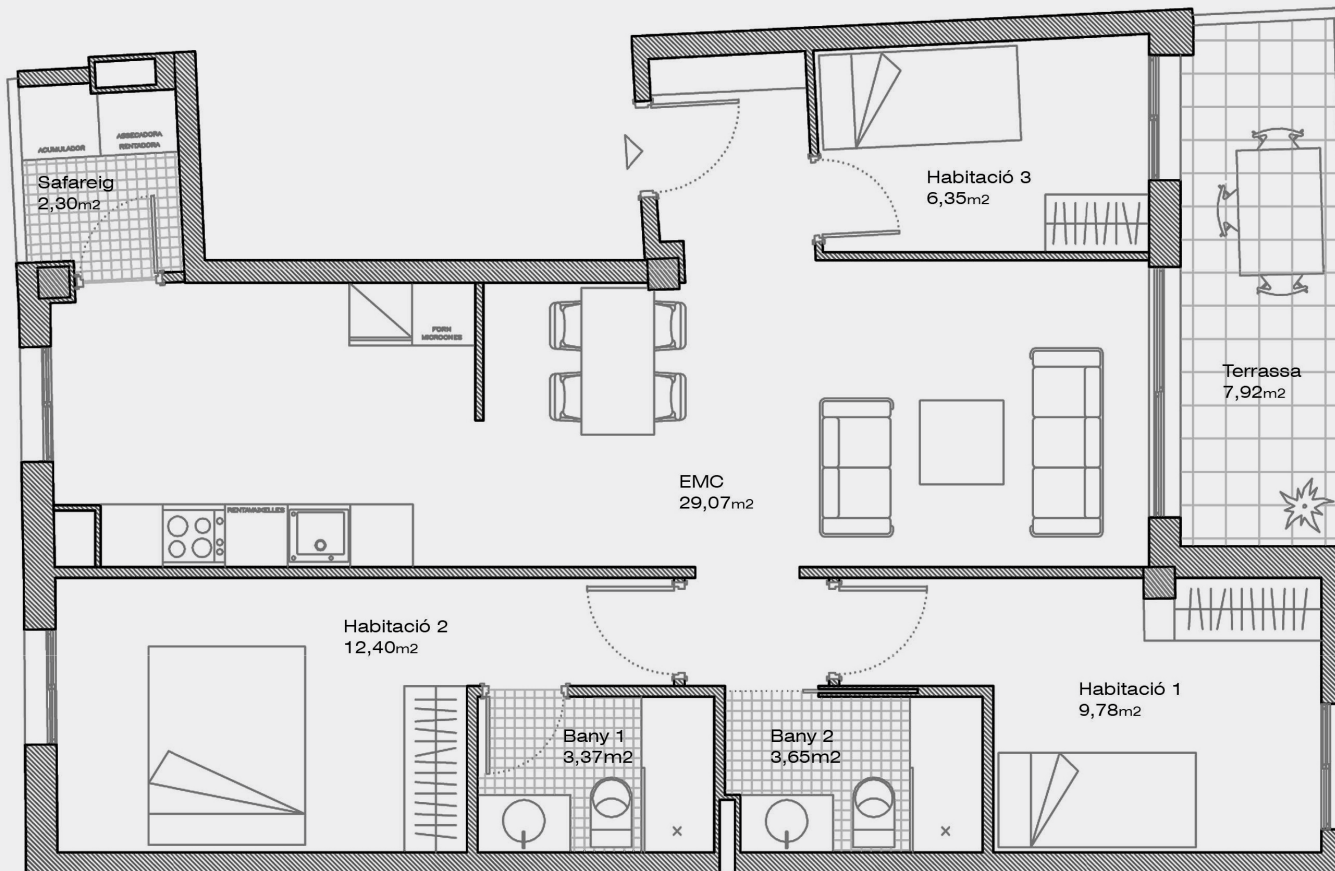 ACUMULADOR
ASSECADORA
RENTADORA
Safareig
2,30m2
Habitació 3
6,35m2
FORN
MICROONES
Terrassa
7,92m2
EMC
29,07m2
RENTAVAIXELLES
Habitació 2
12,40m2
Habitació 1
9,78m2
Bany 1
3,37m2
Bany 2
3,65m2